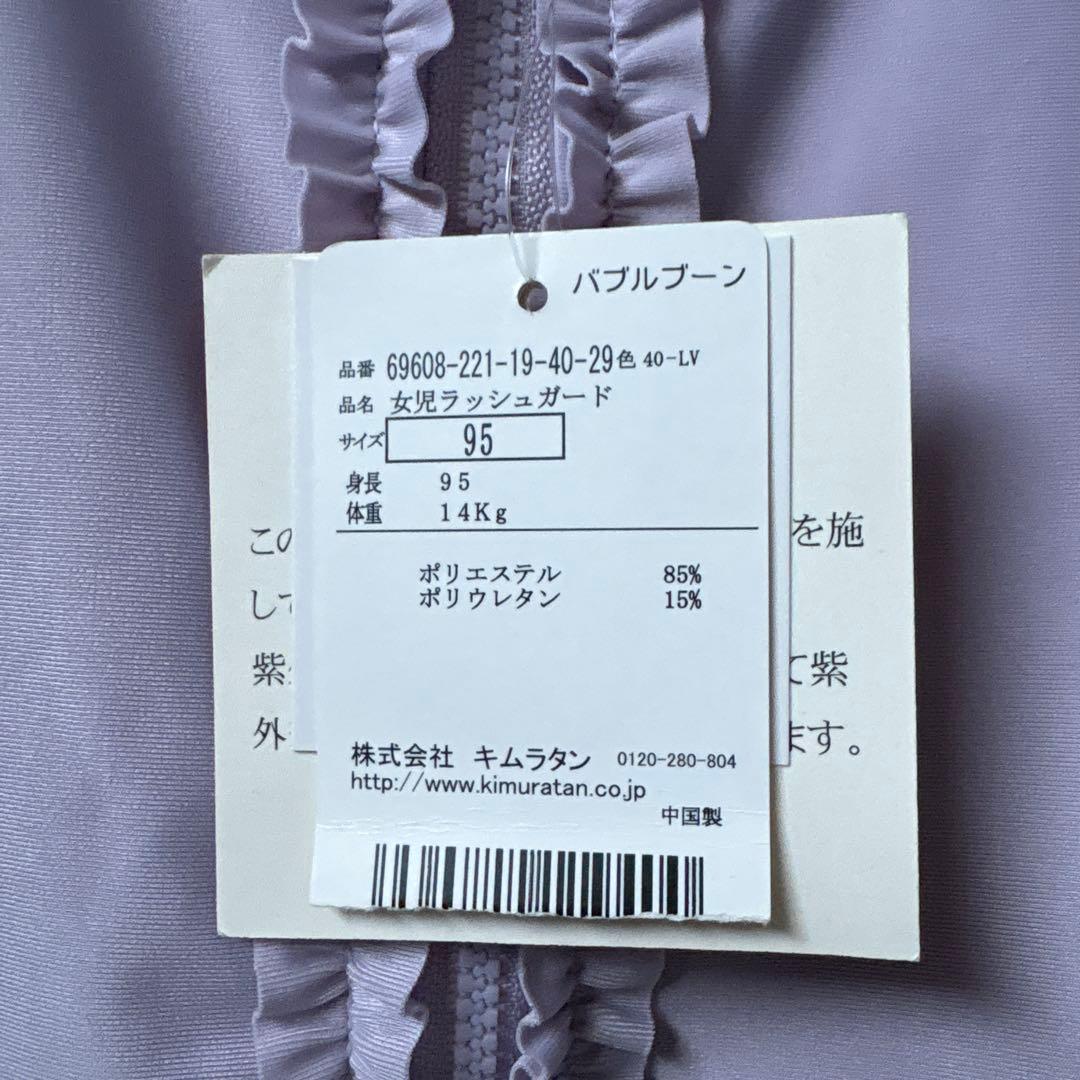 バブルブーン
品番 69608-221-19-40-29 色 40-LV
品名 女児ラッシュガード
サイズ 95
身長 95
体重 14Kg
ポリエステル 85%
ポリウレタン 15%
株式会社 キムラタン 0120-280-804
http://www.kimuratan.co.jp
中国製
この を施
して
紫 て紫
外 ます。